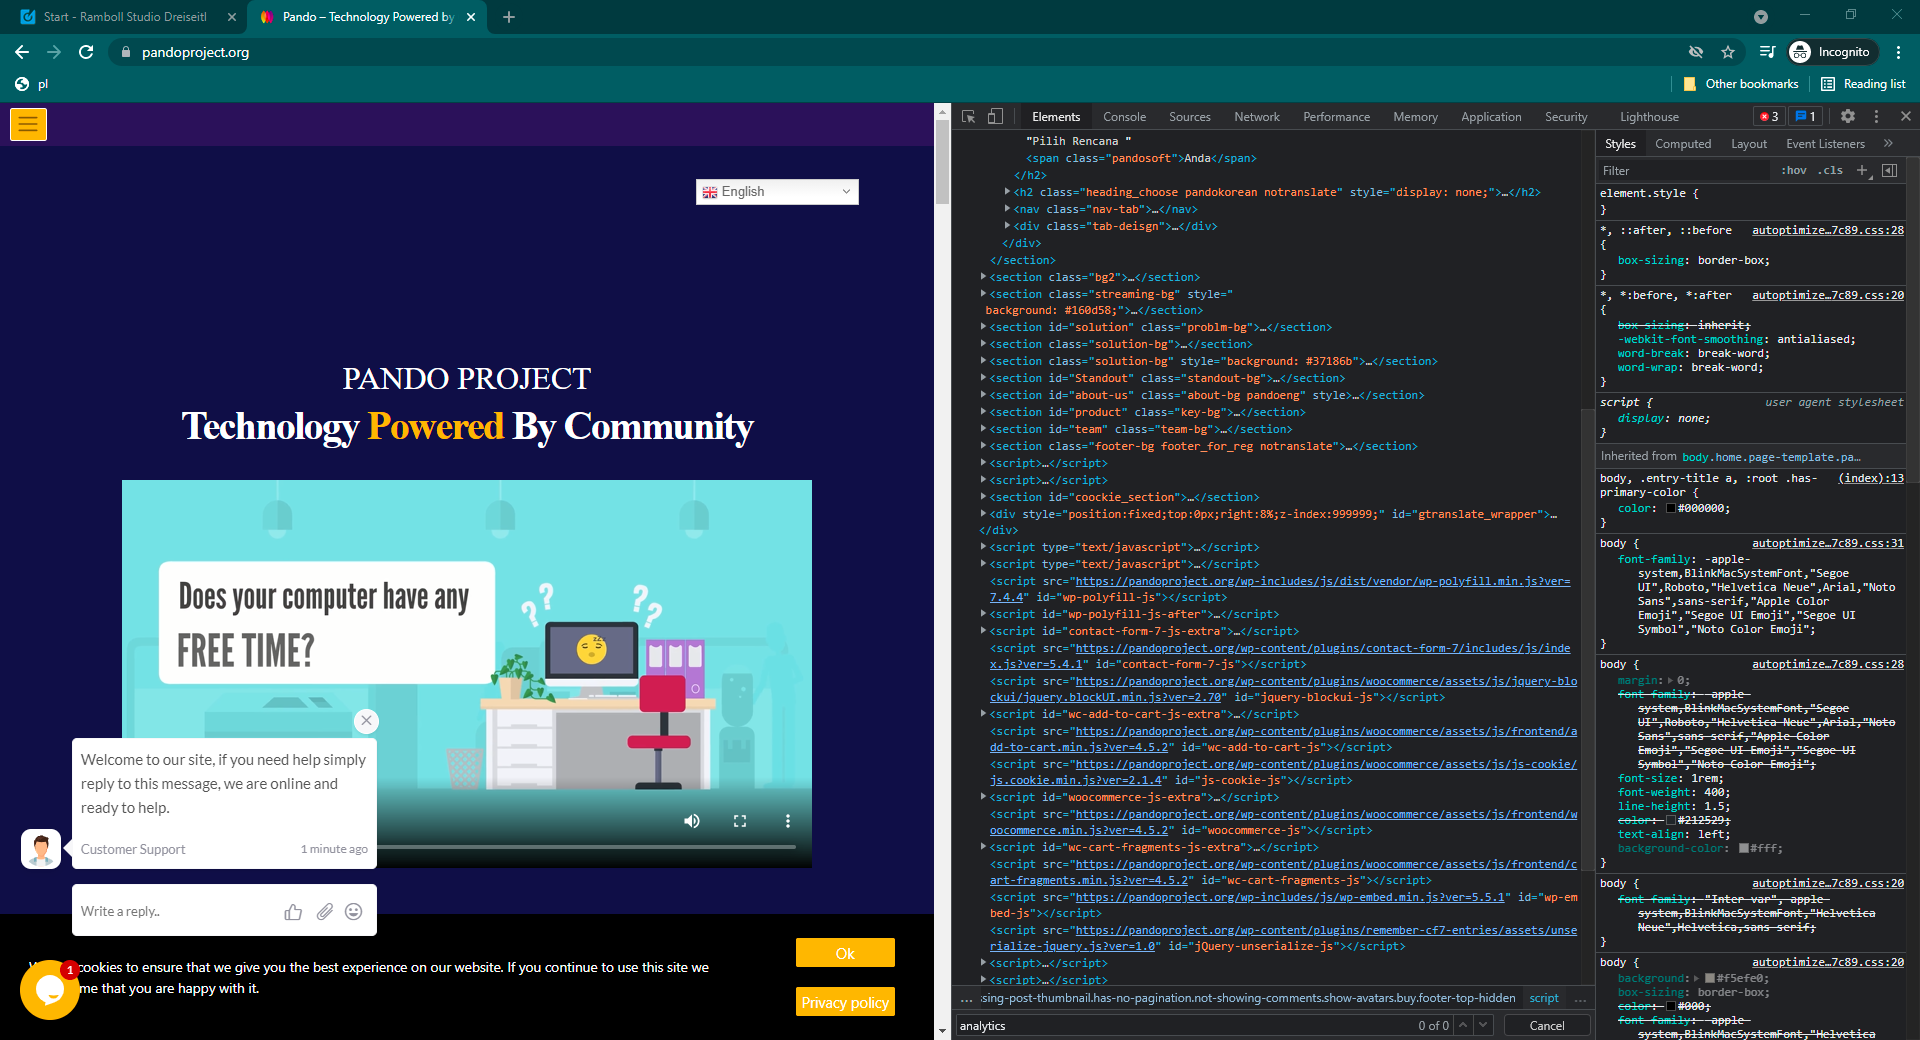 Start - Ramboll Studio Dreiseitl
Pando – Technology Powered by
pandoproject.org
Incognito
pl
Other bookmarks
Reading list
English
PANDO PROJECT
Technology Powered By Community
Does your computer have any
FREE TIME?
Welcome to our site, if you need help simply
reply to this message, we are online and
ready to help.
Customer Support
1 minute ago
Write a reply..
cookies to ensure that we give you the best experience on our website. If you continue to use this site we
me that you are happy with it.
1
Ok
Privacy policy
Elements
Console
Sources
Network
Performance
Memory
Application
Security
Lighthouse
3
1
"Pilih Rencana "
<span class="pandosoft">Anda</span>
</h2>
<h2 class="heading_choose pandokorean notranslate" style="display: none;">…</h2>
<nav class="nav-tab">…</nav>
<div class="tab-deisgn">…</div>
</div>
</section>
<section class="bg2">…</section>
<section class="streaming-bg" style="
background: #160d58;">…</section>
<section id="solution" class="problm-bg">…</section>
<section class="solution-bg">…</section>
<section class="solution-bg" style="background: #37186b">…</section>
<section id="Standout" class="standout-bg">…</section>
<section id="about-us" class="about-bg pandoeng" style>…</section>
<section id="product" class="key-bg">…</section>
<section id="team" class="team-bg">…</section>
<section class="footer-bg footer_for_reg notranslate">…</section>
<script>…</script>
<script>…</script>
<section id="coockie_section">…</section>
<div style="position:fixed;top:0px;right:8%;z-index:999999;" id="gtranslate_wrapper">…
</div>
<script type="text/javascript">…</script>
<script type="text/javascript">…</script>
<script src="https://pandoproject.org/wp-includes/js/dist/vendor/wp-polyfill.min.js?ver=
7.4.4" id="wp-polyfill-js"></script>
<script id="wp-polyfill-js-after">…</script>
<script id="contact-form-7-js-extra">…</script>
<script src="https://pandoproject.org/wp-content/plugins/contact-form-7/includes/js/inde
x.js?ver=5.4.1" id="contact-form-7-js"></script>
<script src="https://pandoproject.org/wp-content/plugins/woocommerce/assets/js/jquery-blo
ckui/jquery.blockUI.min.js?ver=2.70" id="jquery-blockui-js"></script>
<script id="wc-add-to-cart-js-extra">…</script>
<script src="https://pandoproject.org/wp-content/plugins/woocommerce/assets/js/frontend/a
dd-to-cart.min.js?ver=4.5.2" id="wc-add-to-cart-js"></script>
<script src="https://pandoproject.org/wp-content/plugins/woocommerce/assets/js/js-cookie/
js.cookie.min.js?ver=2.1.4" id="js-cookie-js"></script>
<script id="woocommerce-js-extra">…</script>
<script src="https://pandoproject.org/wp-content/plugins/woocommerce/assets/js/frontend/w
oocommerce.min.js?ver=4.5.2" id="woocommerce-js"></script>
<script id="wc-cart-fragments-js-extra">…</script>
<script src="https://pandoproject.org/wp-content/plugins/woocommerce/assets/js/frontend/c
art-fragments.min.js?ver=4.5.2" id="wc-cart-fragments-js"></script>
<script src="https://pandoproject.org/wp-includes/js/wp-embed.min.js?ver=5.5.1" id="wp-em
bed-js"></script>
<script src="https://pandoproject.org/wp-content/plugins/remember-cf7-entries/assets/unse
rialize-jquery.js?ver=1.0" id="jQuery-unserialize-js"></script>
<script>…</script>
<script>…</script>
… ssing-post-thumbnail.has-no-pagination.not-showing-comments.show-avatars.buy.footer-top-hidden script …
analytics
0 of 0
Cancel
Styles
Computed
Layout
Event Listeners
»
Filter
:hov .cls +
element.style {
}
*, ::after, ::before autoptimize…7c89.css:28
{
box-sizing: border-box;
}
*, *:before, *:after autoptimize…7c89.css:20
{
box-sizing: inherit;
-webkit-font-smoothing: antialiased;
word-break: break-word;
word-wrap: break-word;
}
script { user agent stylesheet
display: none;
}
Inherited from body.home.page-template.pa…
body, .entry-title a, :root .has- (index):13
primary-color {
color: #000000;
}
body { autoptimize…7c89.css:31
font-family: -apple-
system,BlinkMacSystemFont,"Segoe
UI",Roboto,"Helvetica Neue",Arial,"Noto
Sans",sans-serif,"Apple Color
Emoji","Segoe UI Emoji","Segoe UI
Symbol","Noto Color Emoji";
}
body { autoptimize…7c89.css:28
margin: 0;
font-family: -apple-
system,BlinkMacSystemFont,"Segoe
UI",Roboto,"Helvetica Neue",Arial,"Noto
Sans",sans-serif,"Apple Color
Emoji","Segoe UI Emoji","Segoe UI
Symbol","Noto Color Emoji";
font-size: 1rem;
font-weight: 400;
line-height: 1.5;
color: #212529;
text-align: left;
background-color: #fff;
}
body { autoptimize…7c89.css:20
font-family: "Inter var",-apple-
system,BlinkMacSystemFont,"Helvetica
Neue",Helvetica,sans-serif;
}
body { autoptimize…7c89.css:20
background: #f5efe0;
box-sizing: border-box;
color: #000;
font-family: -apple-
system,BlinkMacSystemFont,"Helvetica